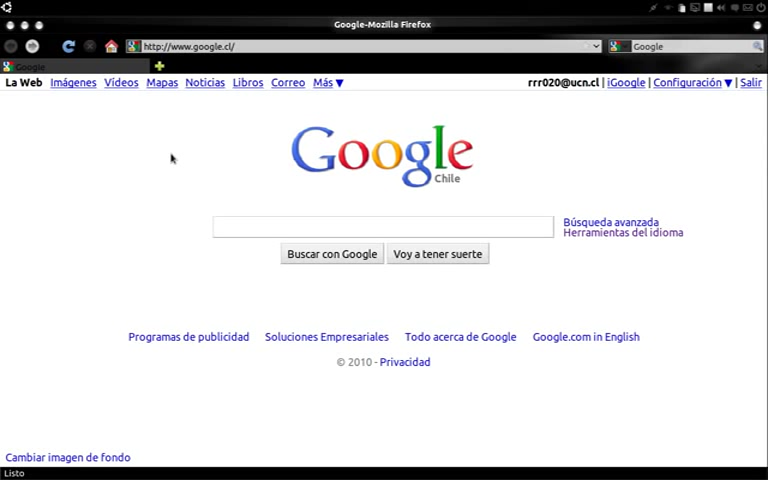 Google-Mozilla Firefox
http://www.google.cl/
Google
Google
La Web Imágenes Vídeos Mapas Noticias Libros Correo Más ▼ rrr020@ucn.cl | iGoogle | Configuración ▼ | Salir
Google
Chile
Búsqueda avanzada
Herramientas del idioma
Buscar con Google Voy a tener suerte
Programas de publicidad Soluciones Empresariales Todo acerca de Google Google.com in English
© 2010 - Privacidad
Cambiar imagen de fondo
Listo